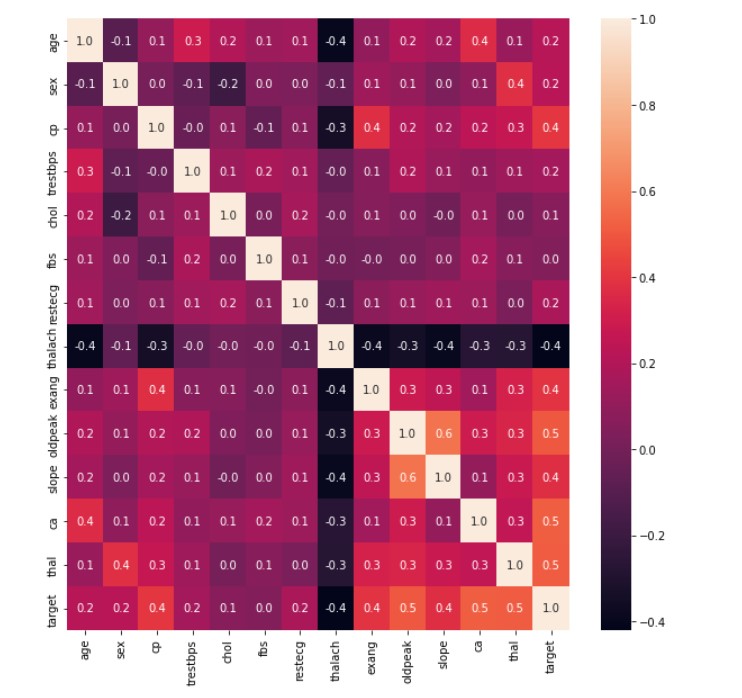 age 1.0 -0.1 0.1 0.3 0.2 0.1 0.1 -0.4 0.1 0.2 0.2 0.4 0.1 0.2
sex -0.1 1.0 0.0 -0.1 -0.2 0.0 0.0 -0.1 0.1 0.1 0.0 0.1 0.4 0.2
cp 0.1 0.0 1.0 -0.0 0.1 -0.1 0.1 -0.3 0.4 0.2 0.2 0.2 0.3 0.4
trestbps 0.3 -0.1 -0.0 1.0 0.1 0.2 0.1 -0.0 0.1 0.2 0.1 0.1 0.1 0.2
chol 0.2 -0.2 0.1 0.1 1.0 0.0 0.2 -0.0 0.1 0.0 -0.0 0.1 0.0 0.1
fbs 0.1 0.0 -0.1 0.2 0.0 1.0 0.1 -0.0 -0.0 0.0 0.0 0.2 0.1 0.0
restecg 0.1 0.0 0.1 0.1 0.2 0.1 1.0 -0.1 0.1 0.1 0.1 0.1 0.0 0.2
thalach -0.4 -0.1 -0.3 -0.0 -0.0 -0.0 -0.1 1.0 -0.4 -0.3 -0.4 -0.3 -0.3 -0.4
exang 0.1 0.1 0.4 0.1 0.1 -0.0 0.1 -0.4 1.0 0.3 0.3 0.1 0.3 0.4
oldpeak 0.2 0.1 0.2 0.2 0.0 0.0 0.1 -0.3 0.3 1.0 0.6 0.3 0.3 0.5
slope 0.2 0.0 0.2 0.1 -0.0 0.0 0.1 -0.4 0.3 0.6 1.0 0.1 0.3 0.4
ca 0.4 0.1 0.2 0.1 0.1 0.2 0.1 -0.3 0.1 0.3 0.1 1.0 0.3 0.5
thal 0.1 0.4 0.3 0.1 0.0 0.1 0.0 -0.3 0.3 0.3 0.3 0.3 1.0 0.5
target 0.2 0.2 0.4 0.2 0.1 0.0 0.2 -0.4 0.4 0.5 0.4 0.5 0.5 1.0
age sex cp trestbps chol fbs restecg thalach exang oldpeak slope ca thal target
1.0
0.8
0.6
0.4
0.2
0.0
−0.2
−0.4